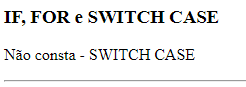 IF, FOR e SWITCH CASE
Não consta - SWITCH CASE